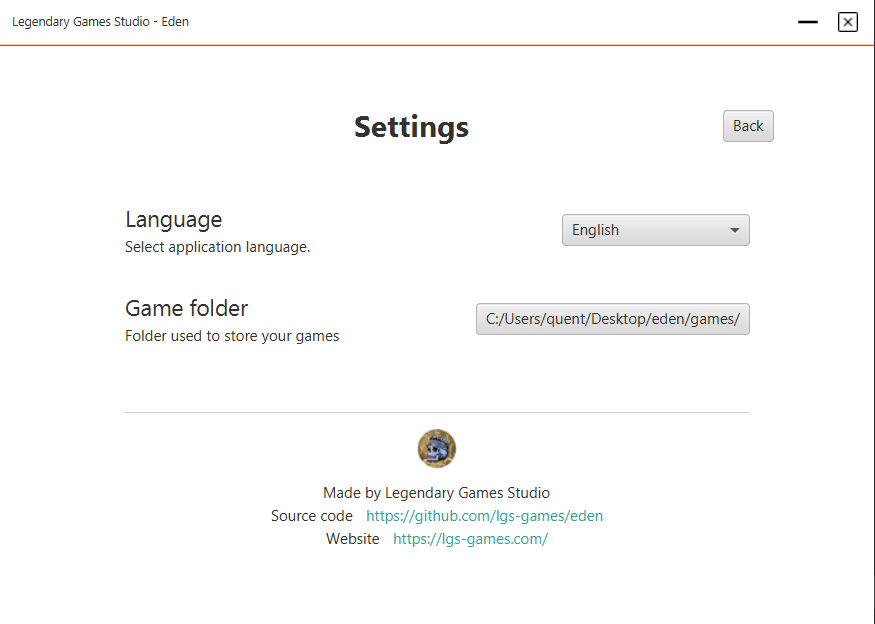 Legendary Games Studio - Eden
Settings
Back
Language
Select application language.
English
Game folder
Folder used to store your games
C:/Users/quent/Desktop/eden/games/
Made by Legendary Games Studio
Source code https://github.com/lgs-games/eden
Website https://lgs-games.com/